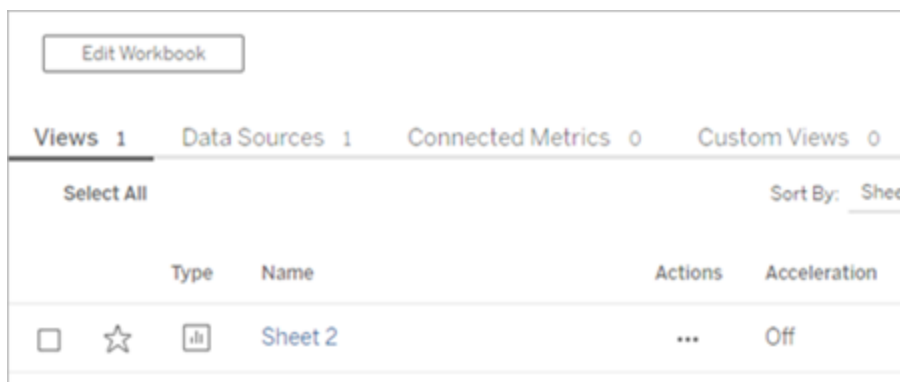 Edit Workbook
Views 1 Data Sources 1 Connected Metrics 0 Custom Views 0
Select All Sort By:
Type Name Actions Acceleration
Sheet 2 ... Off